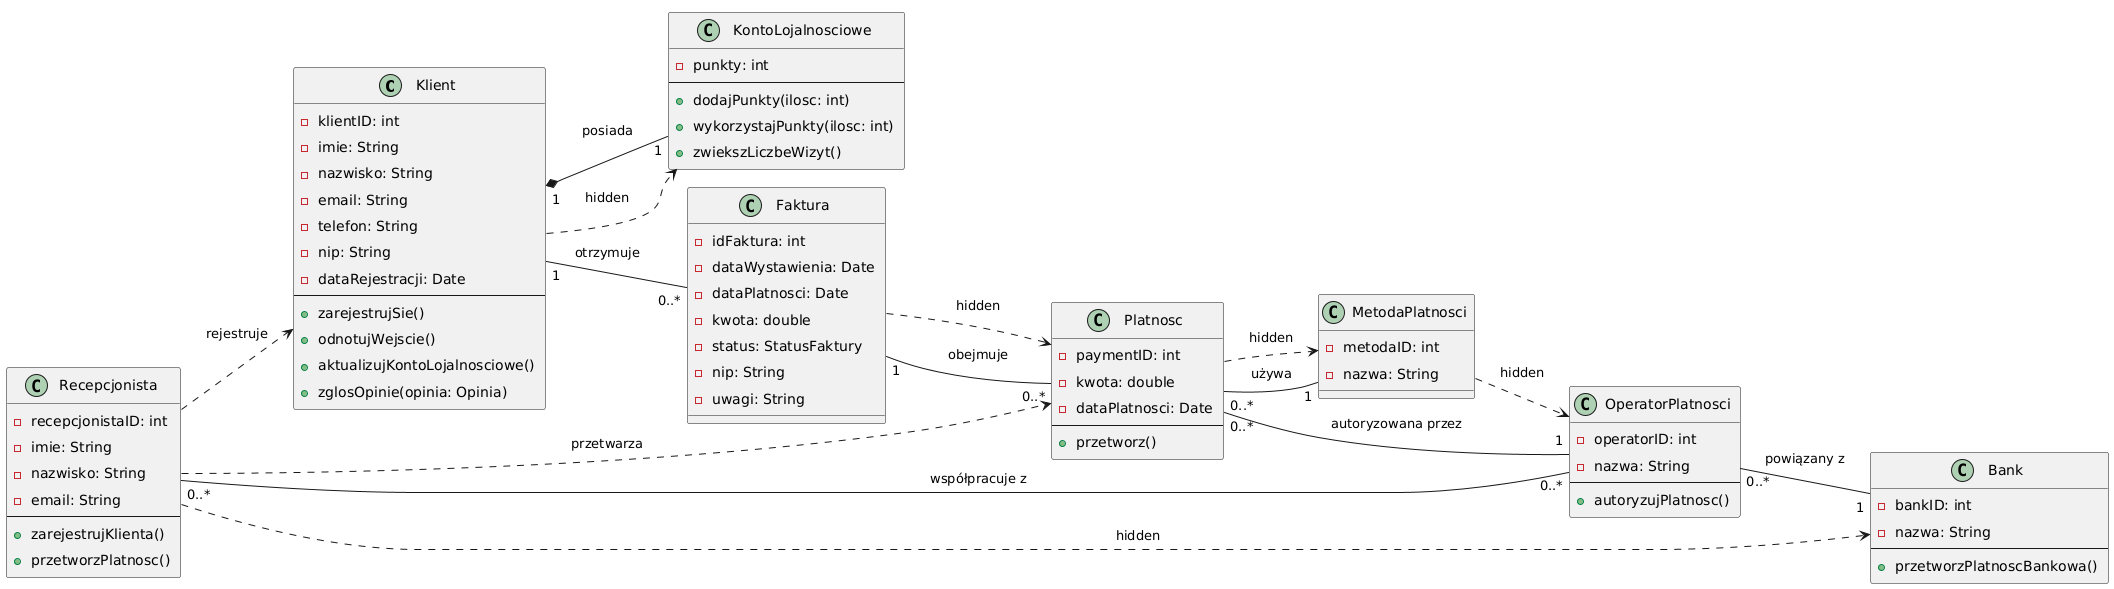 C KontoLojalnosciowe
punkty: int
dodajPunkty(ilosc: int)
wykorzystajPunkty(ilosc: int)
zwiekszLiczbeWizyt()
C Klient
klientID: int
imie: String
nazwisko: String
email: String
telefon: String
nip: String
dataRejestracji: Date
zarejestrujSie()
odnotujWejscie()
aktualizujKontoLojalnosciowe()
zglosOpinie(opinia: Opinia)
posiada
1
1
hidden
otrzymuje
1
0..*
C Faktura
idFaktura: int
dataWystawienia: Date
dataPlatnosci: Date
kwota: double
status: StatusFaktury
nip: String
uwagi: String
rejestruje
C Recepcjonista
recepcjonistaID: int
imie: String
nazwisko: String
email: String
zarejestrujKlienta()
przetworzPlatnosc()
hidden
obejmuje
1
0..*
C Platnosc
paymentID: int
kwota: double
dataPlatnosci: Date
przetworz()
hidden
używa
0..*
1
C MetodaPlatnosci
metodaID: int
nazwa: String
hidden
autoryzowana przez
0..*
1
C OperatorPlatnosci
operatorID: int
nazwa: String
autoryzujPlatnosc()
przetwarza
współpracuje z
0..*
0..*
powiązany z
0..*
1
C Bank
bankID: int
nazwa: String
przetworzPlatnoscBankowa()
hidden